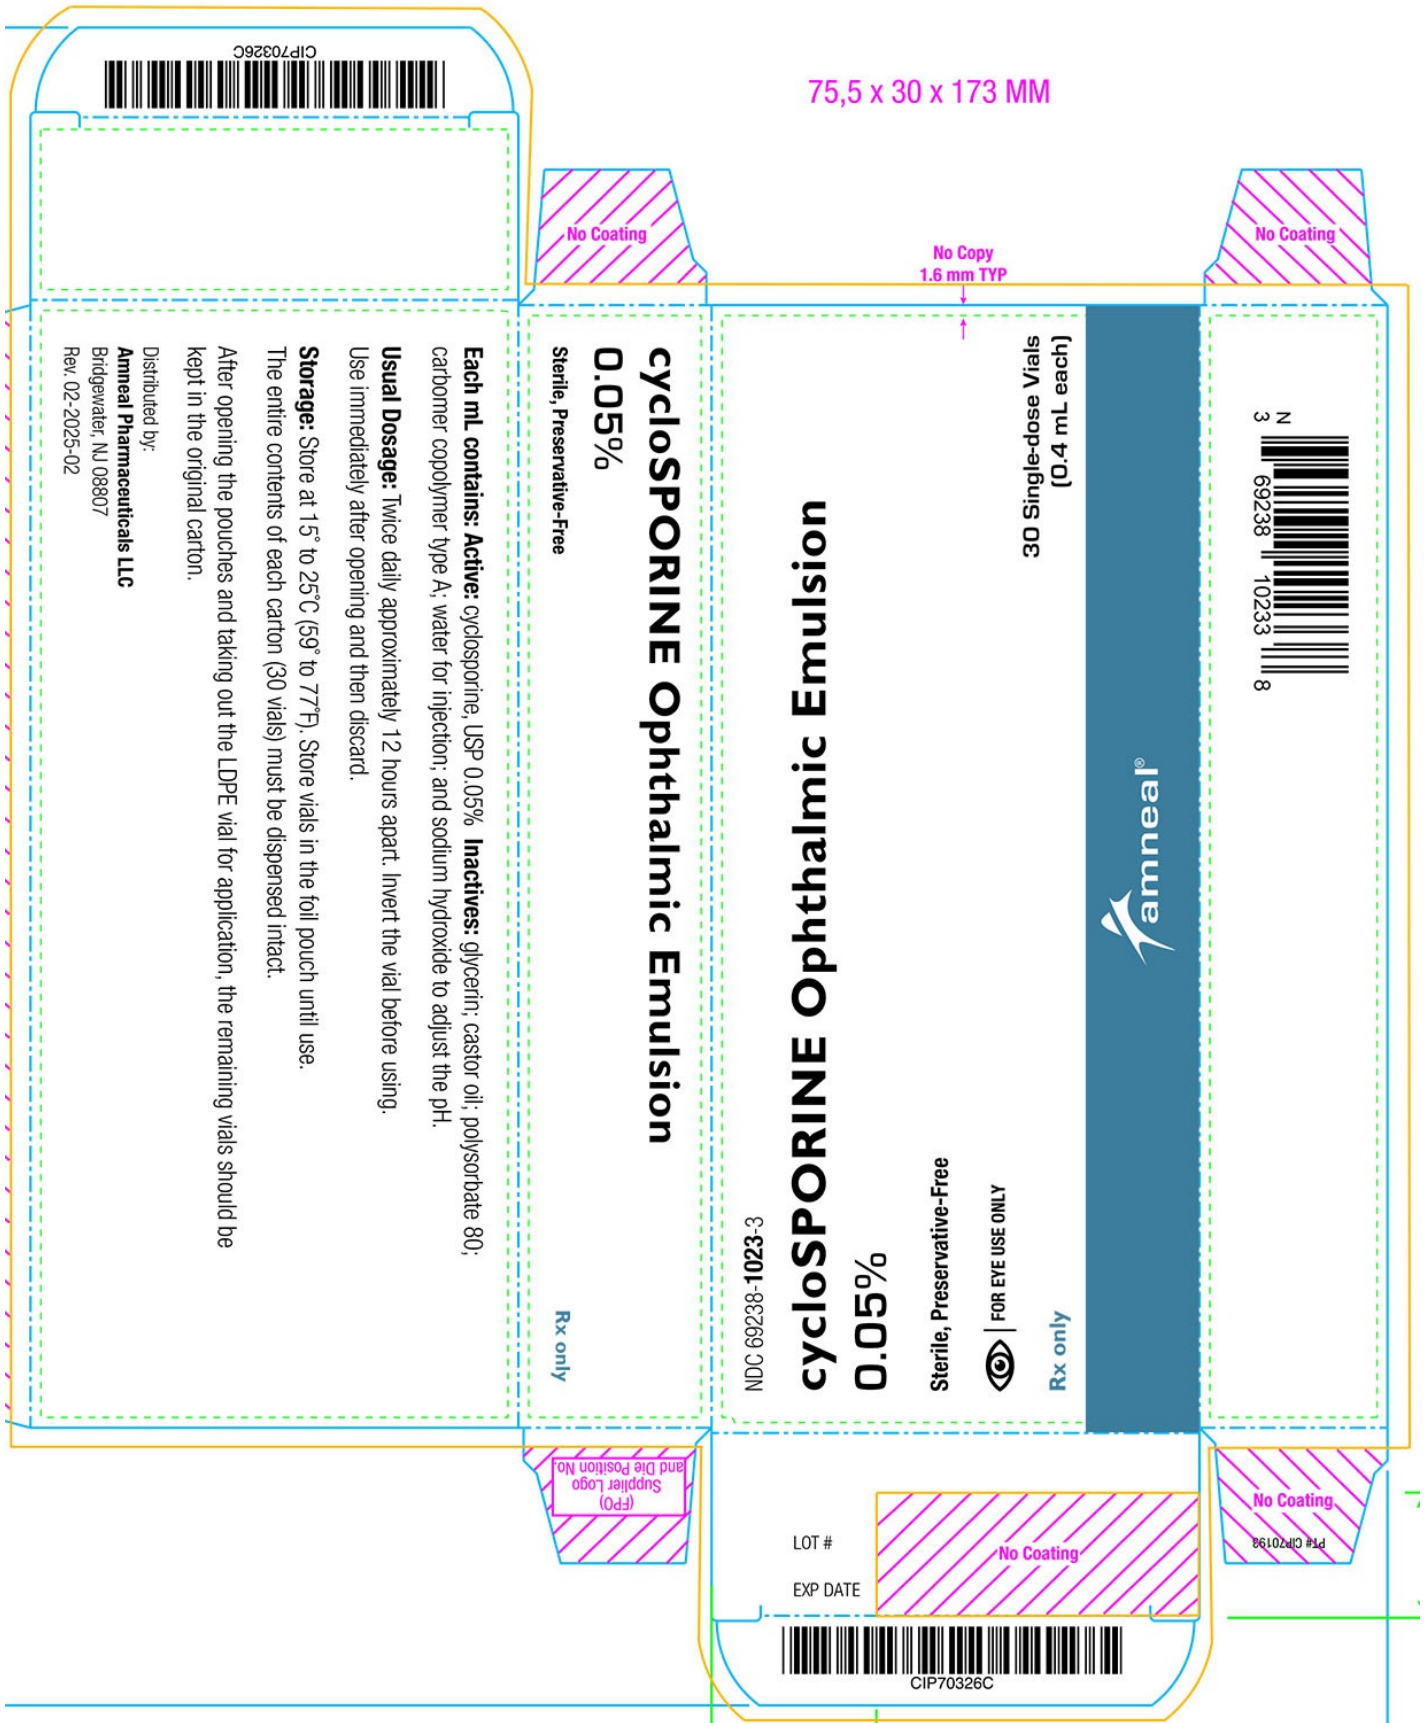 CIP70326C
75,5 x 30 x 173 MM
No Coating
No Copy
1.6 mm TYP
No Coating
Each mL contains: Active: cyclosporine, USP 0.05% Inactives: glycerin; castor oil; polysorbate 80;
carbomer copolymer type A; water for injection; and sodium hydroxide to adjust the pH.
Usual Dosage: Twice daily approximately 12 hours apart. Invert the vial before using.
Use immediately after opening and then discard.
Storage: Store at 15° to 25°C (59° to 77°F). Store vials in the foil pouch until use.
The entire contents of each carton (30 vials) must be dispensed intact.
After opening the pouches and taking out the LDPE vial for application, the remaining vials should be
kept in the original carton.
Distributed by:
Amneal Pharmaceuticals LLC
Bridgewater, NJ 08807
Rev. 02-2025-02
cycloSPORINE Ophthalmic Emulsion
0.05%
Sterile, Preservative-Free
Rx only
30 Single-dose Vials
(0.4 mL each)
NDC 69238-1023-3
cycloSPORINE Ophthalmic Emulsion
0.05%
Sterile, Preservative-Free
FOR EYE USE ONLY
Rx only
amneal®
N
3 69238 10233 8
(FPO)
Supplier Logo
and Die Position No.
LOT #
EXP DATE
No Coating
No Coating
PT# CIP70193
CIP70326C